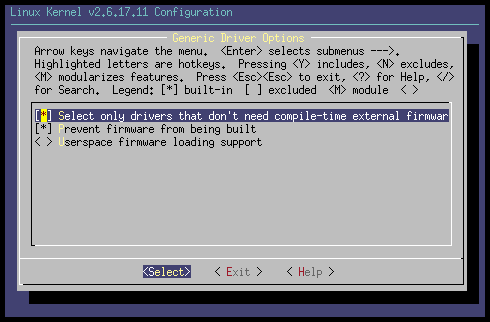 Linux Kernel v2.6.17.11 Configuration
Generic Driver Options
Arrow keys navigate the menu. <Enter> selects submenus --->.
Highlighted letters are hotkeys. Pressing <Y> includes, <N> excludes,
<M> modularizes features. Press <Esc><Esc> to exit, <?> for Help, </>
for Search. Legend: [*] built-in [ ] excluded <M> module < >
[*] Select only drivers that don't need compile-time external firmwar
[*] Prevent firmware from being built
< > Userspace firmware loading support
<Select> < Exit > < Help >